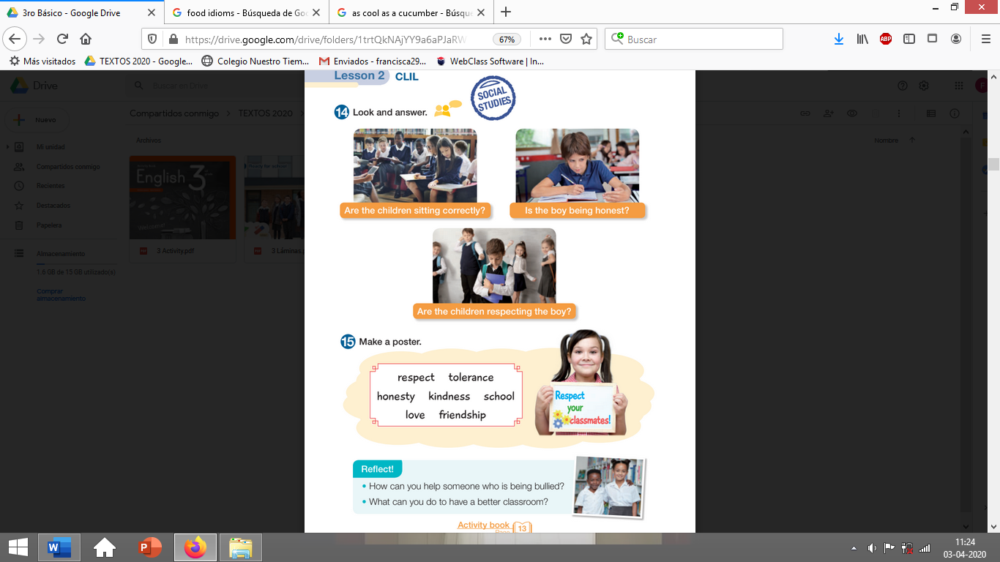 3ro Básico - Google Drive
food idioms - Búsqueda de Goo
as cool as a cucumber - Búsque
https://drive.google.com/drive/folders/1trtQkNAjYY9a6aPJaRW
67%
Buscar
Más visitados
TEXTOS 2020 - Google...
Colegio Nuestro Tiem...
Enviados - francisca29...
WebClass Software | In...
Drive
Buscar en Drive
Nuevo
Compartidos conmigo
TEXTOS 2020
Archivos
Nombre
Mi unidad
Compartidos conmigo
Recientes
Destacados
Papelera
Almacenamiento
1.6 GB de 15 GB utilizado(s)
Comprar
almacenamiento
English 3
3 Activity.pdf
3 Láminas.p
Lesson 2 CLIL
SOCIAL
STUDIES
14 Look and answer.
Are the children sitting correctly?
Is the boy being honest?
Are the children respecting the boy?
15 Make a poster.
respect tolerance
honesty kindness school
love friendship
Respect
your
classmates!
Reflect!
• How can you help someone who is being bullied?
• What can you do to have a better classroom?
Activity book
Page 13
11:24
03-04-2020